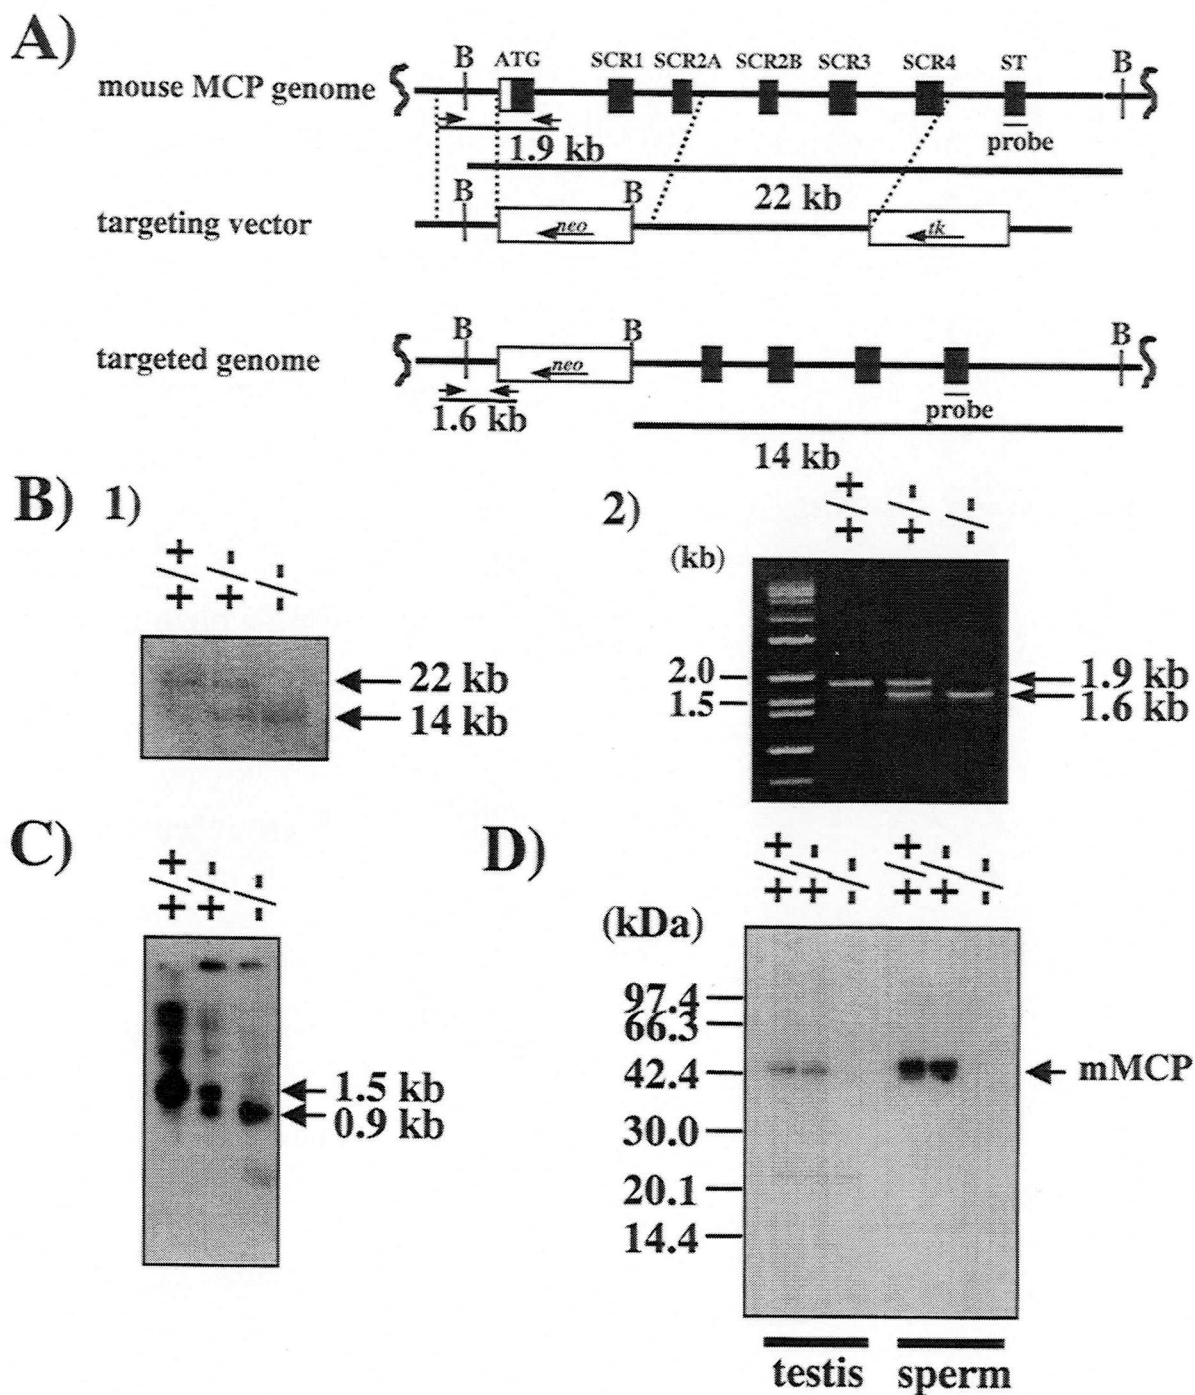 A)
B ATG SCR1 SCR2A SCR2B SCR3 SCR4 ST B
mouse MCP genome
probe
1.9 kb
22 kb
B B
targeting vector
neo tk
B B B
targeted genome
neo
probe
1.6 kb
14 kb
B) 1)
+/+ +/- -/-
22 kb
14 kb
2)
+/+ +/- -/-
(kb)
2.0
1.5
1.9 kb
1.6 kb
C)
+/+ +/- -/-
1.5 kb
0.9 kb
D)
+/+ +/- -/- +/+ +/- -/-
(kDa)
97.4
66.3
42.4
30.0
20.1
14.4
mMCP
testis sperm